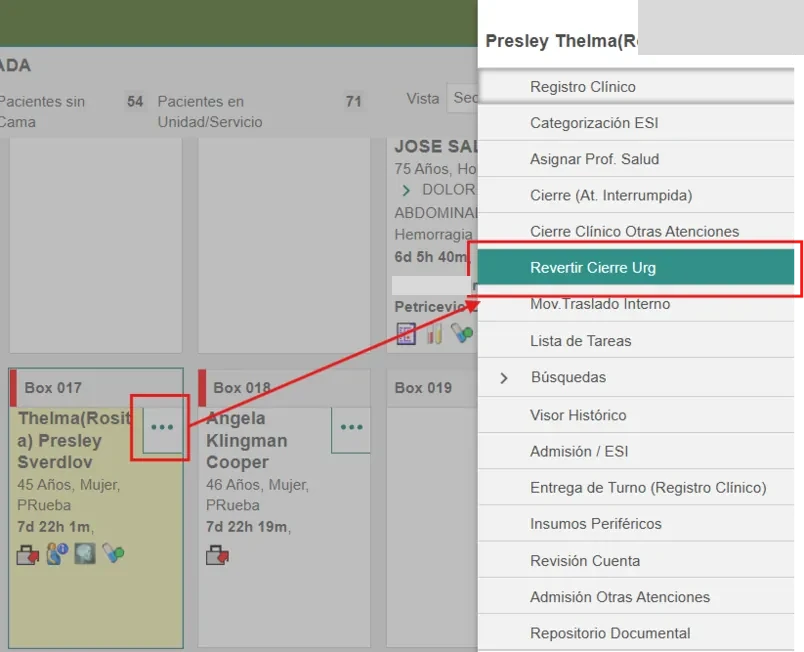 ADA
Pacientes sin
Cama
54
Pacientes en
Unidad/Servicio
71
Vista
Sec
JOSE SAL
75 Años, Ho
DOLOR
ABDOMINA
Hemorragia
6d 5h 40m,
Petricevic
Box 017
Thelma(Rosit
a) Presley
Sverdlov
45 Años, Mujer,
PRueba
7d 22h 1m,
Box 018
Angela
Klingman
Cooper
46 Años, Mujer,
PRueba
7d 22h 19m,
Box 019
Presley Thelma(R
Registro Clínico
Categorización ESI
Asignar Prof. Salud
Cierre (At. Interrumpida)
Cierre Clínico Otras Atenciones
Revertir Cierre Urg
Mov.Traslado Interno
Lista de Tareas
Búsquedas
Visor Histórico
Admisión / ESI
Entrega de Turno (Registro Clínico)
Insumos Periféricos
Revisión Cuenta
Admisión Otras Atenciones
Repositorio Documental